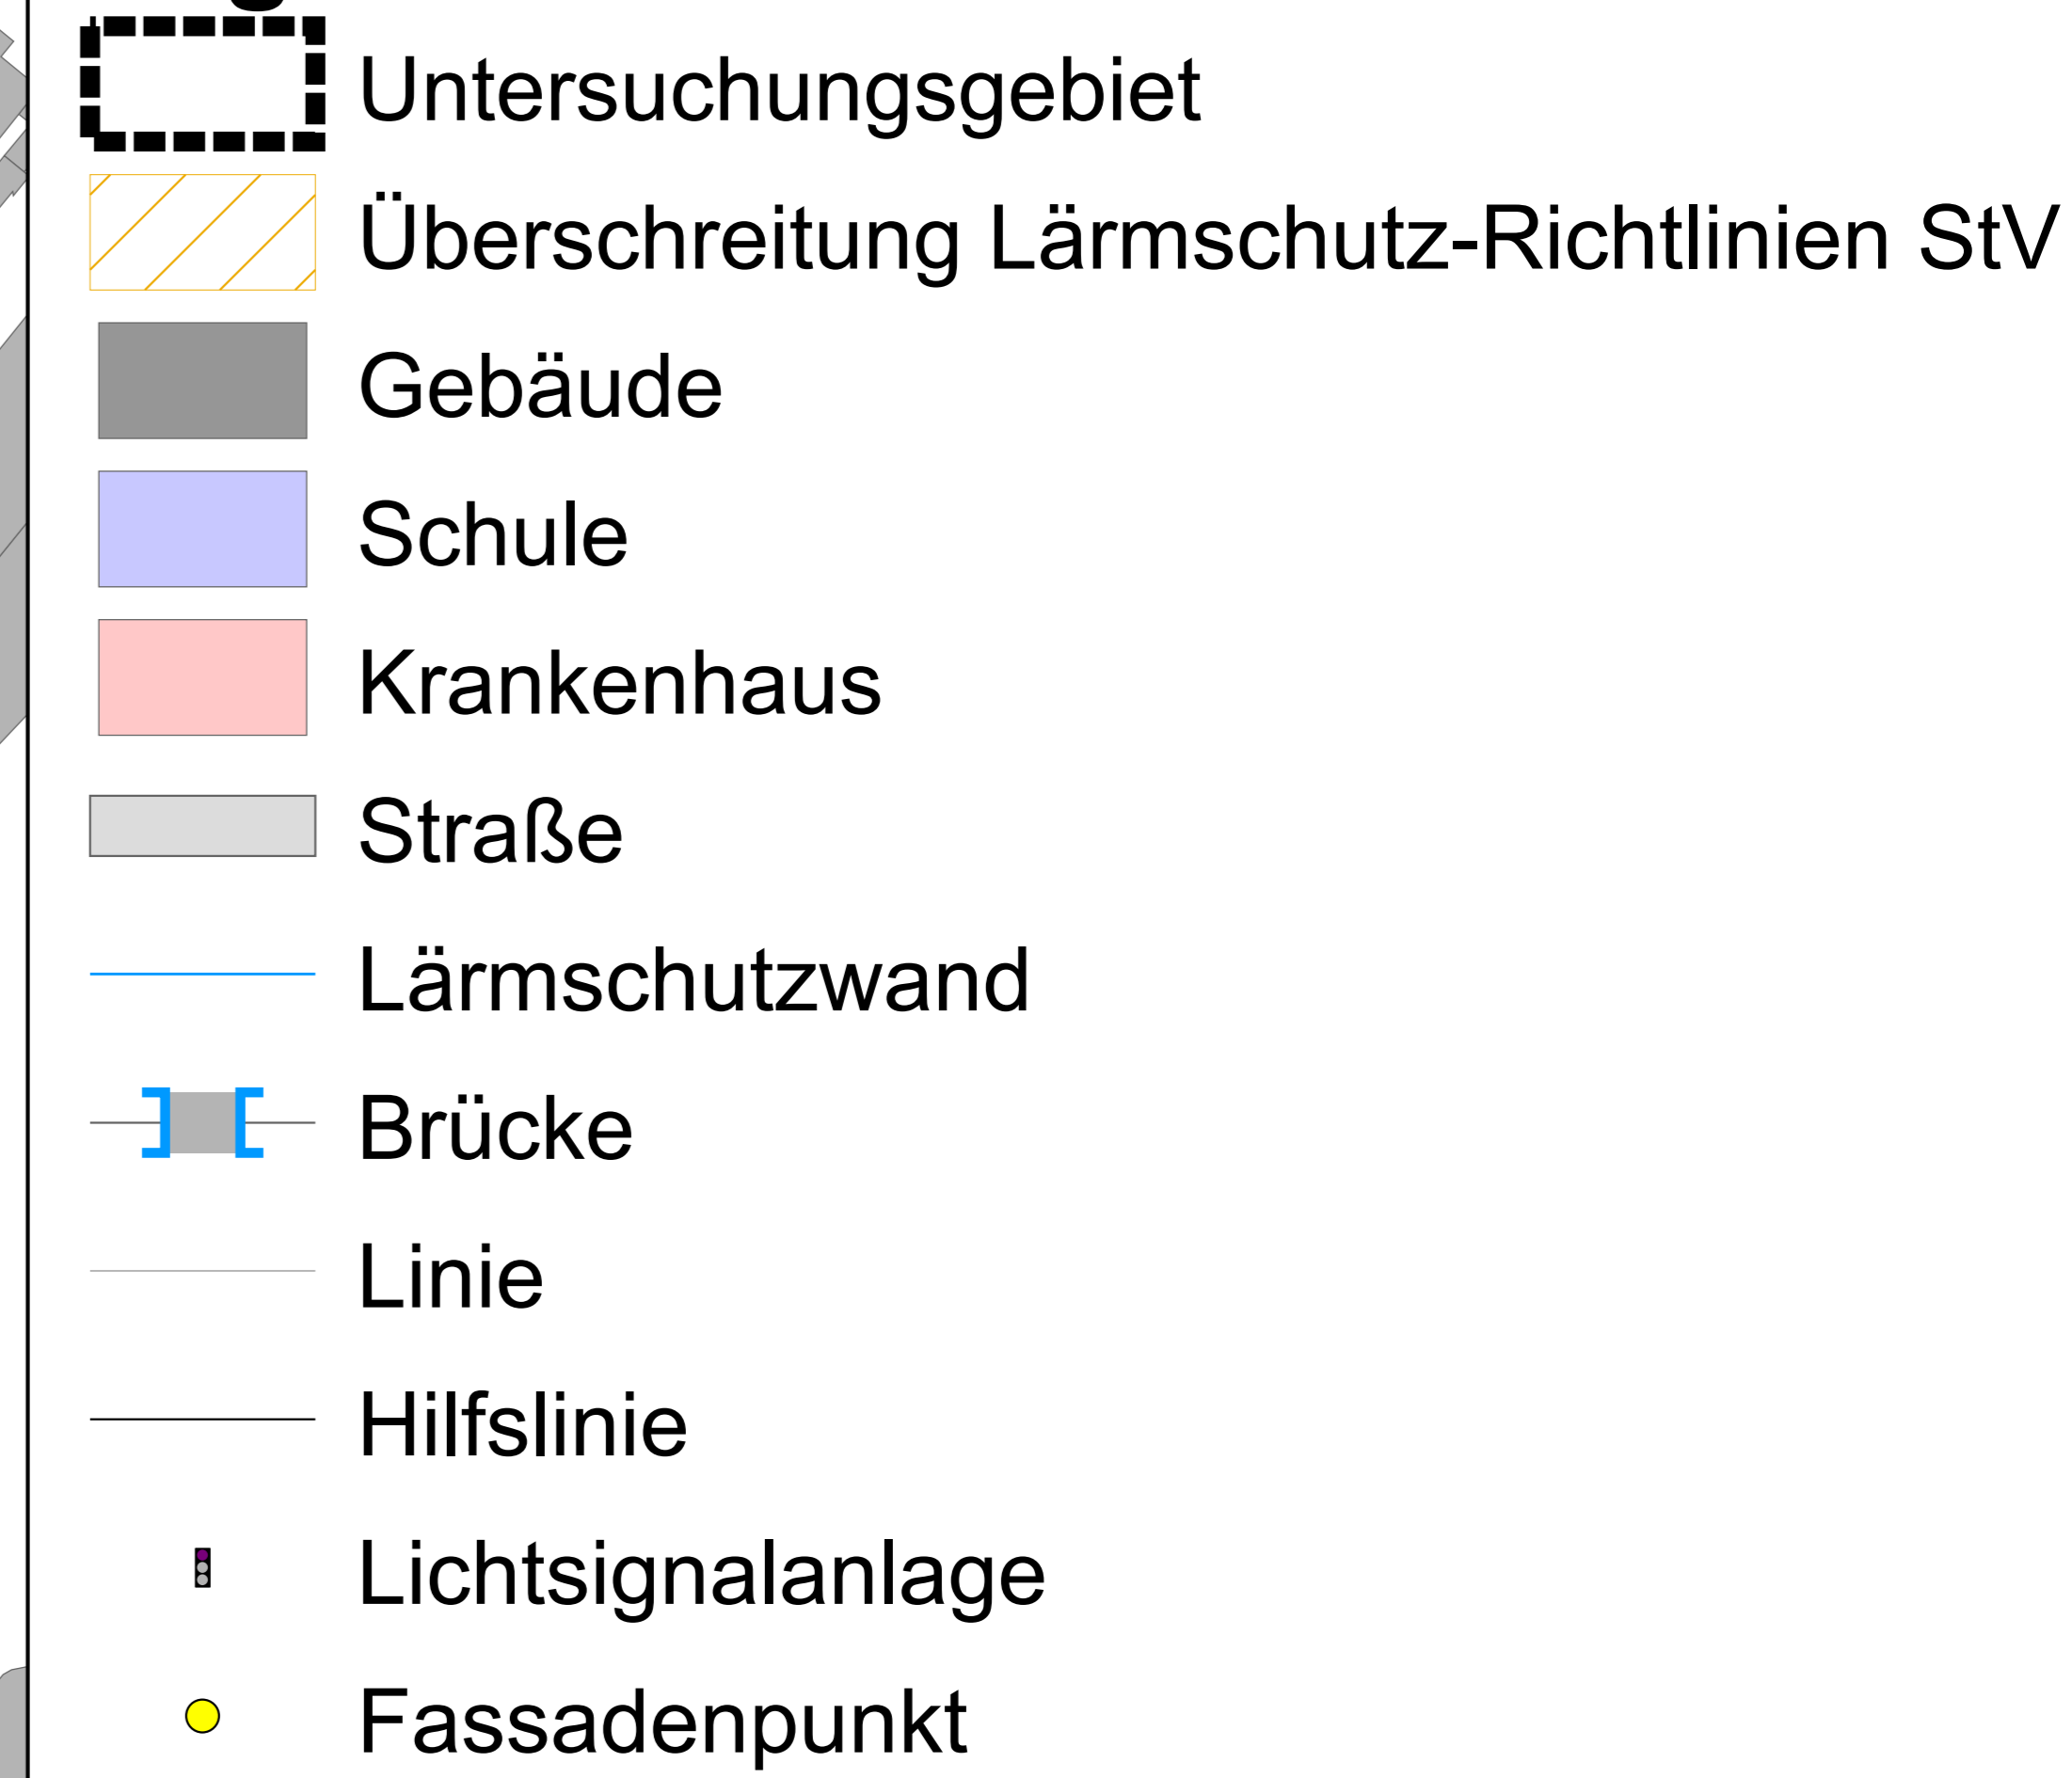 Untersuchungsgebiet
Überschreitung Lärmschutz-Richtlinien StV
Gebäude
Schule
Krankenhaus
Straße
Lärmschutzwand
Brücke
Linie
Hilfslinie
Lichtsignalanlage
Fassadenpunkt